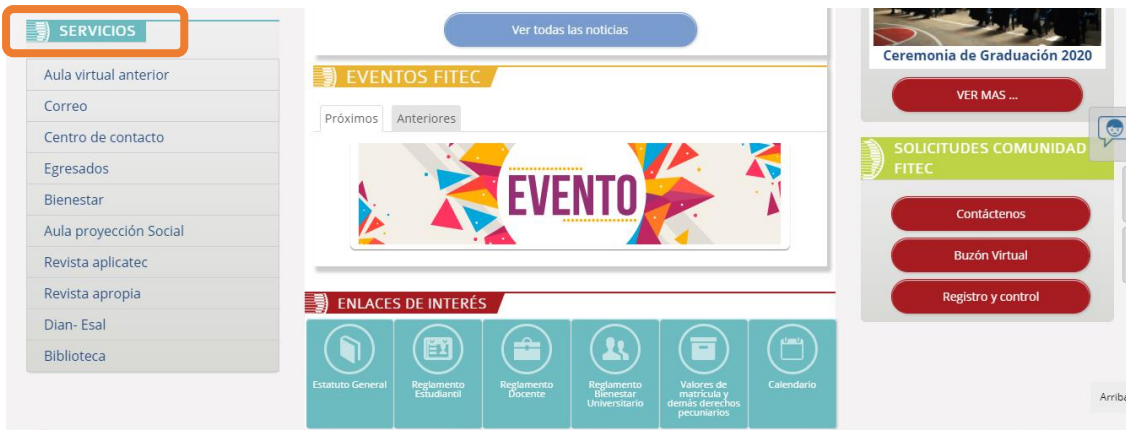 SERVICIOS
Aula virtual anterior
Correo
Centro de contacto
Egresados
Bienestar
Aula proyección Social
Revista aplicatec
Revista apropia
Dian- Esal
Biblioteca
Ver todas las noticias
EVENTOS FITEC
Próximos Anteriores
EVENTO
ENLACES DE INTERÉS
Estatuto General
Reglamento
Estudiantil
Reglamento
Docente
Reglamento
Bienestar
Universitario
Valores de
matrícula y
demás derechos
pecuniarios
Calendario
Ceremonia de Graduación 2020
VER MAS ...
SOLICITUDES COMUNIDAD
FITEC
Contáctenos
Buzón Virtual
Registro y control
Arriba